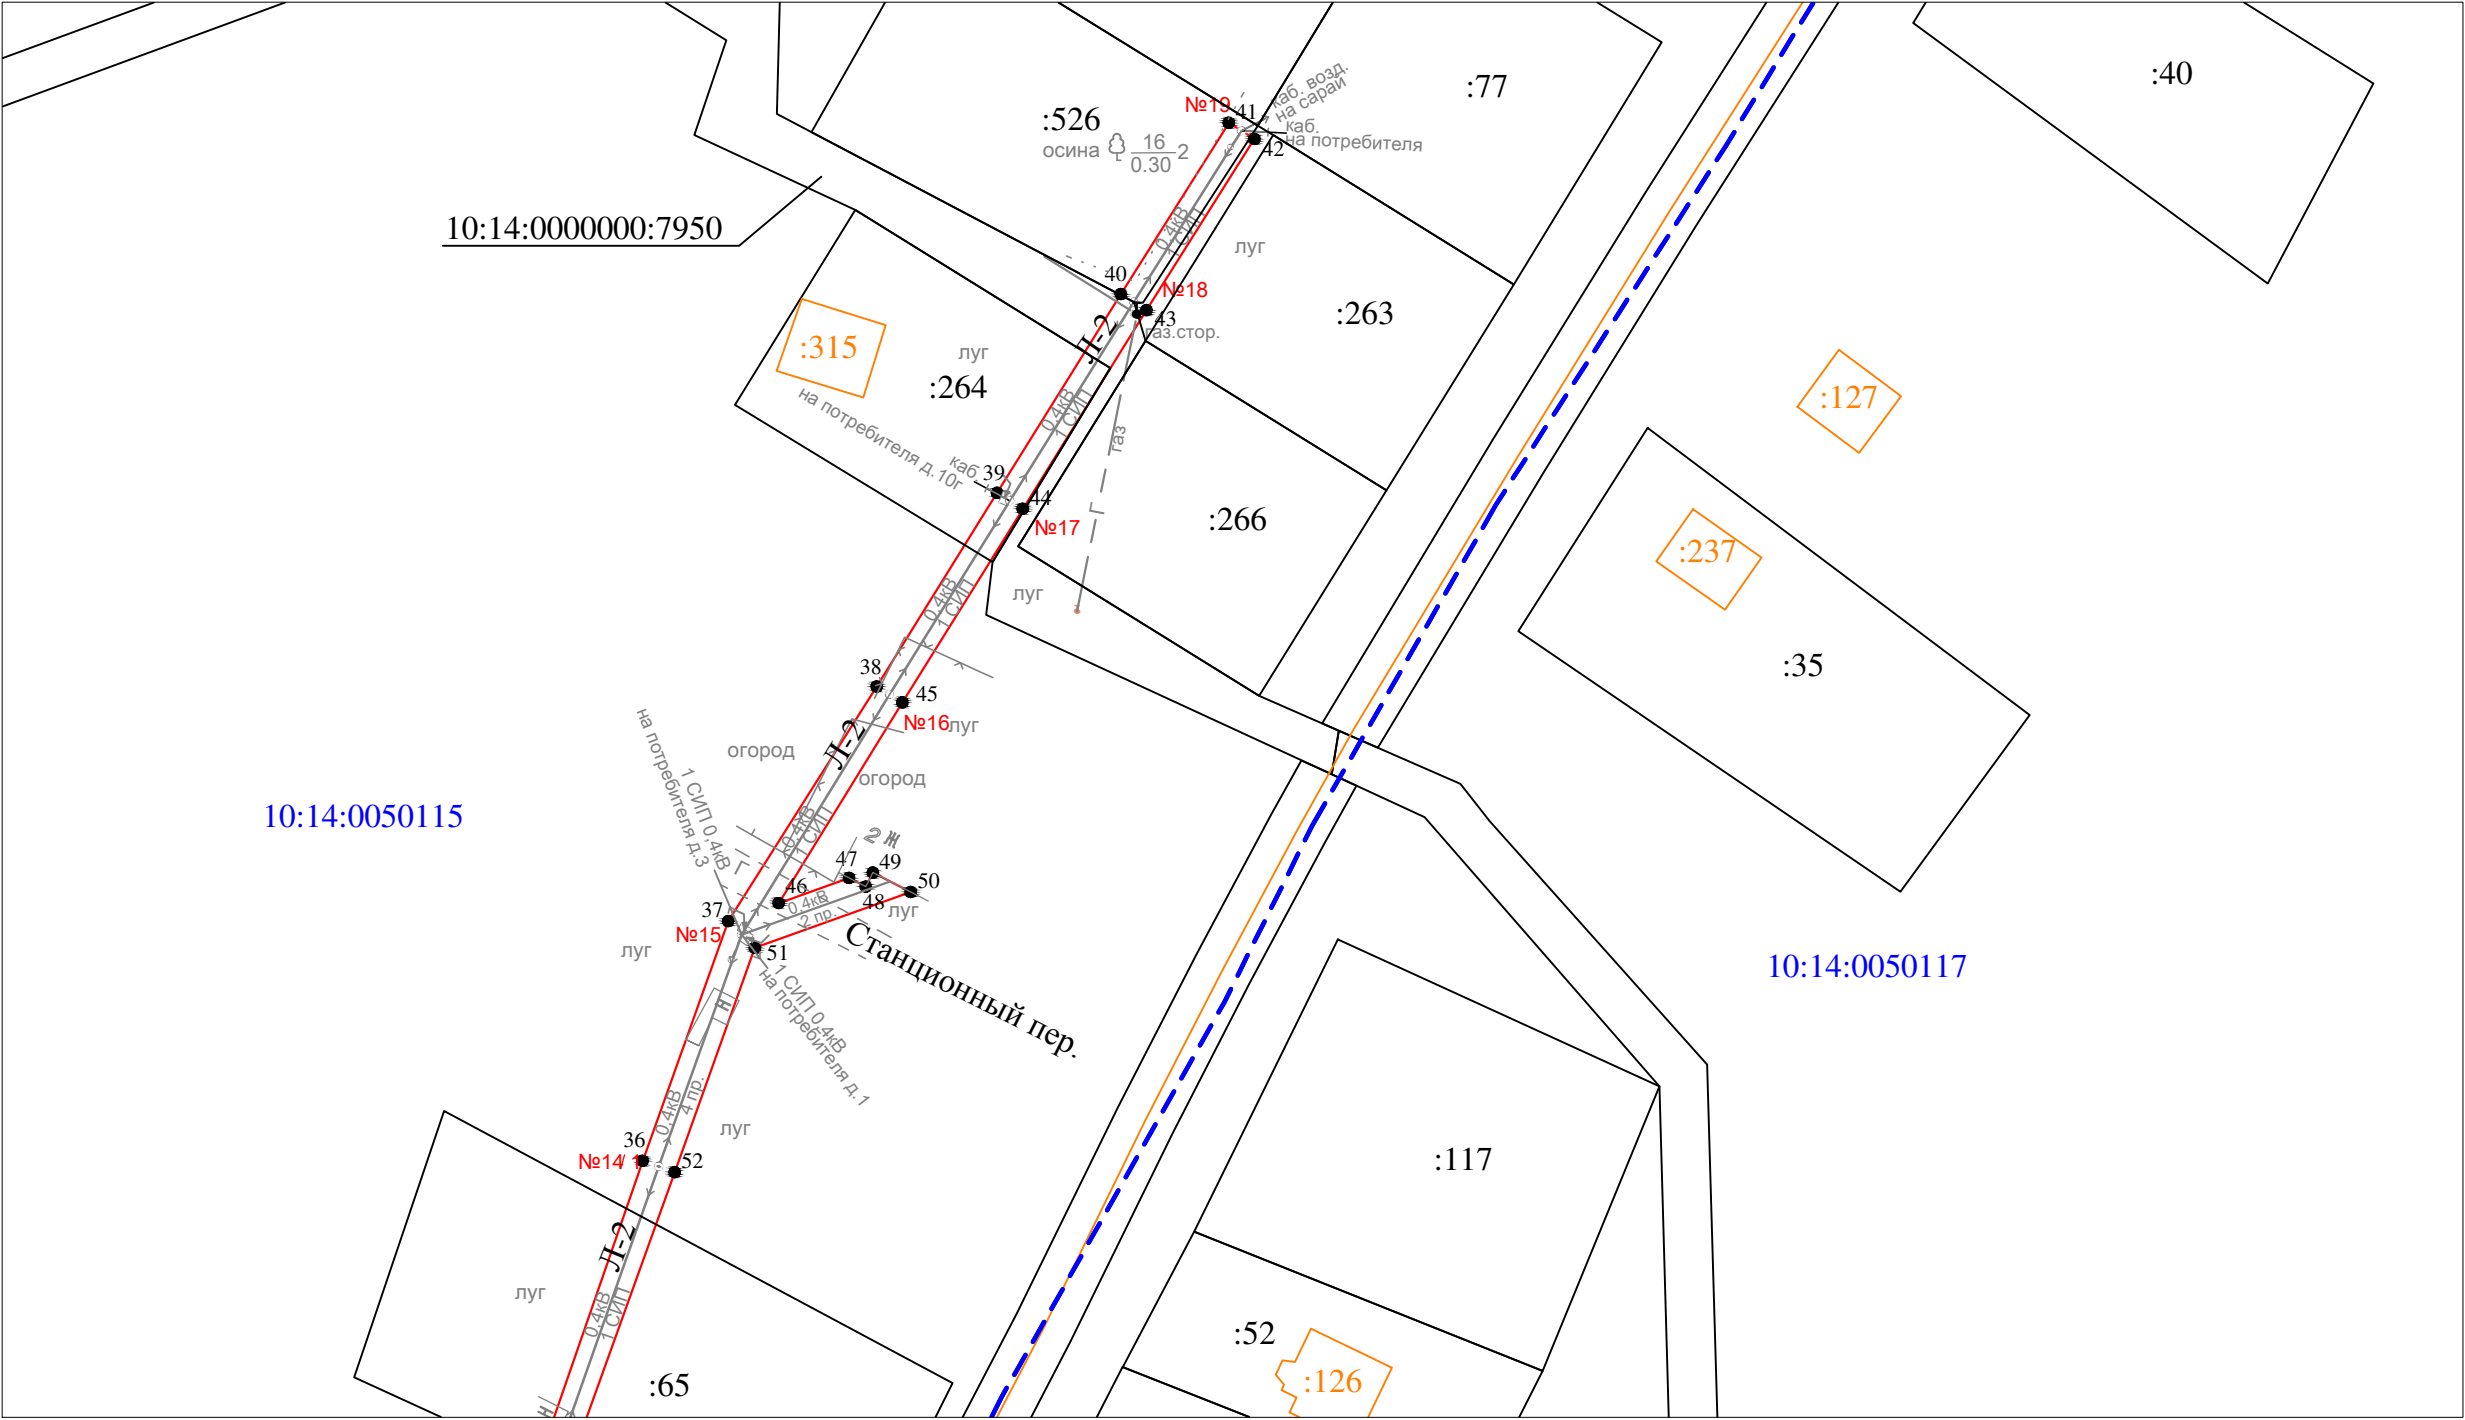 :40
:77
каб. возд.
на сарай
№19
41
:526
каб.
на потребителя
42
осина
16
0.30
2
10:14:0000000:7950
0,4кВ
1 СИП
луг
40
№18
43
газ.стор.
:263
Л-2
:315
луг
:264
на потребителя д.10г
каб.
0,4кВ
1 СИП
:127
газ
Г
39
44
№17
:266
:237
0,4кВ
1 СИП
луг
38
45
№16
луг
:35
Л-2
огород
огород
на потребителя д.3
1 СИП 0,4кВ
10:14:0050115
0,4кВ
1 СИП
Г
2 Ж
47
49
50
46
48
0,4кВ
2 пр.
луг
37
№15
51
луг
Станционный пер.
1 СИП 0,4кВ
на потребителя д.1
10:14:0050117
Н
0,4кВ
4 пр.
луг
36
№14/1
52
:117
Л-2
луг
0,4кВ
1 СИП
:65
:52
:126
Н